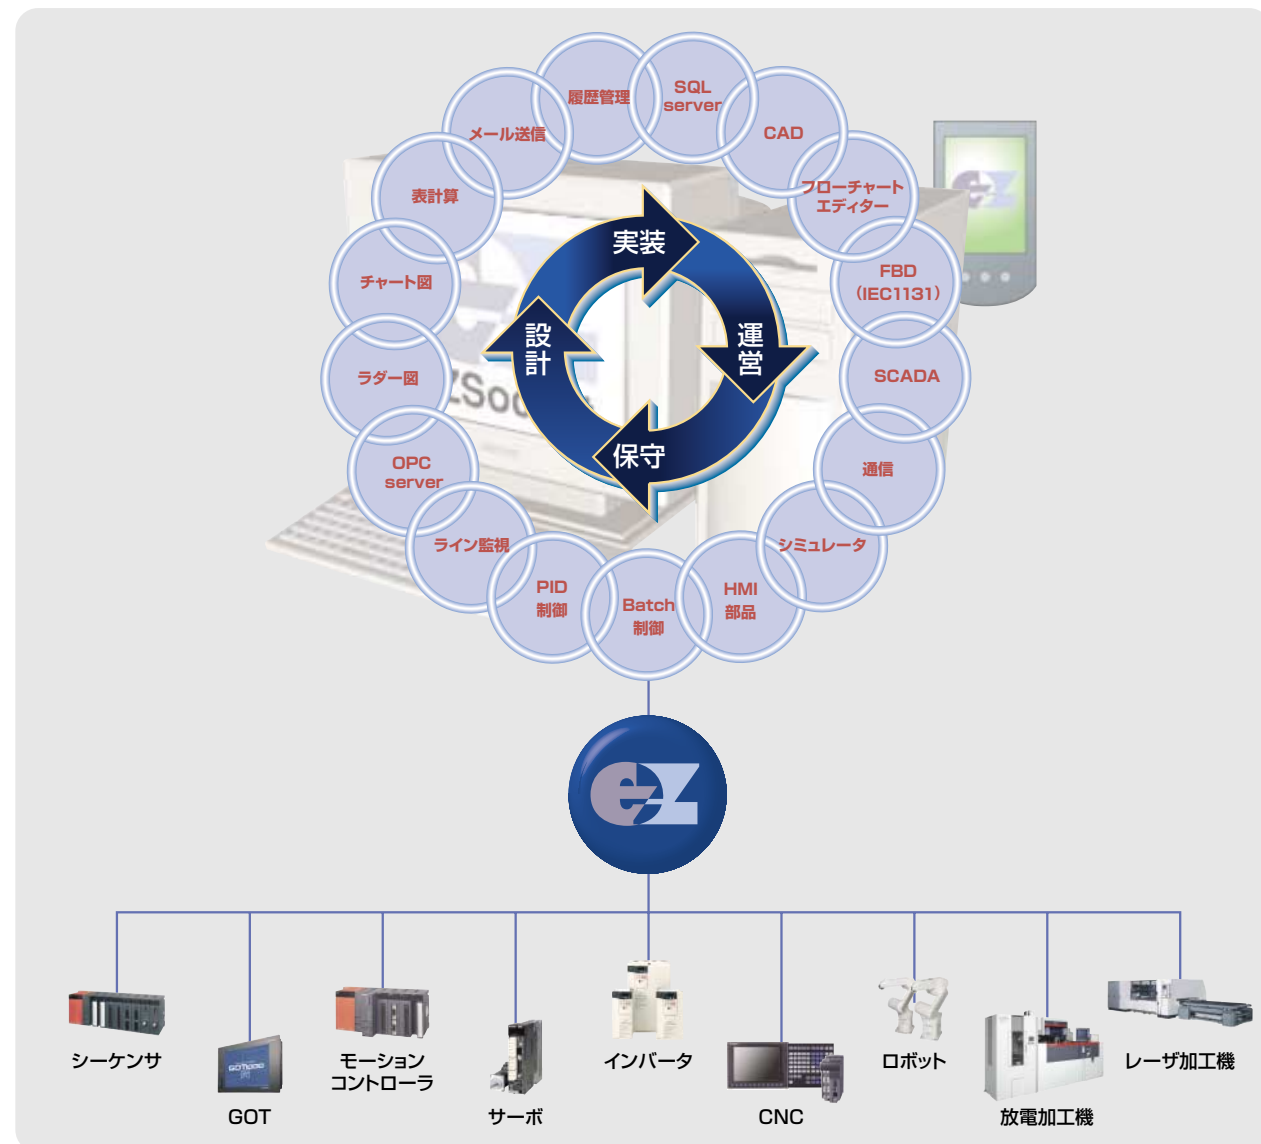 履歴管理
SQL
server
CAD
フローチャート
エディター
FBD
（IEC1131）
SCADA
通信
シミュレータ
HMI
部品
Batch
制御
PID
制御
ライン監視
OPC
server
ラダー図
チャート図
表計算
メール送信
実装
運営
保守
設計
ez
シーケンサ
GOT
モーション
コントローラ
サーボ
インバータ
CNC
ロボット
放電加工機
レーザ加工機